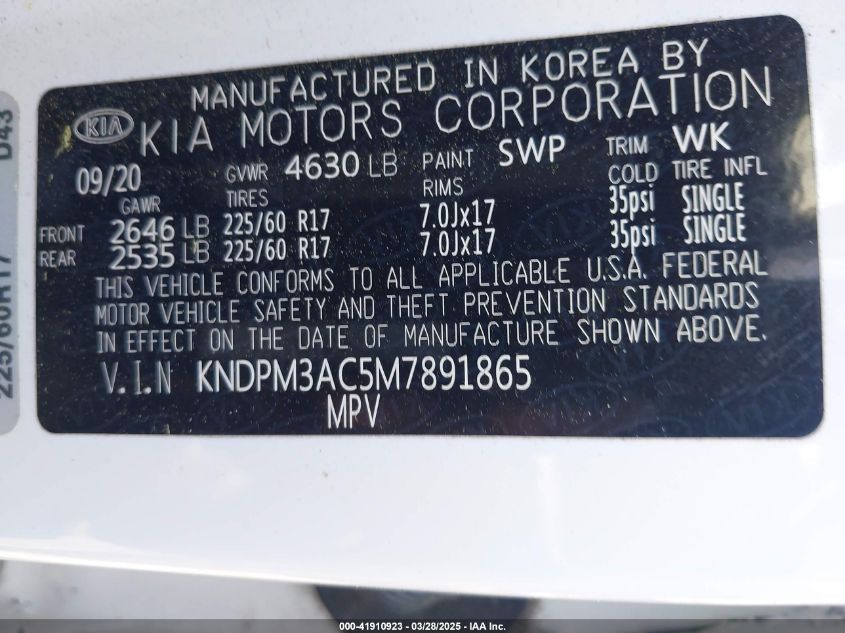 MANUFACTURED IN KOREA BY
KIA KIA MOTORS CORPORATION
09/20 GVWR 4630 LB PAINT SWP TRIM WK
GAWR TIRES RIMS COLD TIRE INFL
FRONT 2646 LB 225/60 R17 7.0Jx17 35psi SINGLE
REAR 2535 LB 225/60 R17 7.0Jx17 35psi SINGLE
THIS VEHICLE CONFORMS TO ALL APPLICABLE U.S.A. FEDERAL
MOTOR VEHICLE SAFETY AND THEFT PREVENTION STANDARDS
IN EFFECT ON THE DATE OF MANUFACTURE SHOWN ABOVE.
V.I.N KNDPM3AC5M7891865
MPV
225/60R17 D43
000-41910923 - 03/28/2025 - IAA Inc.